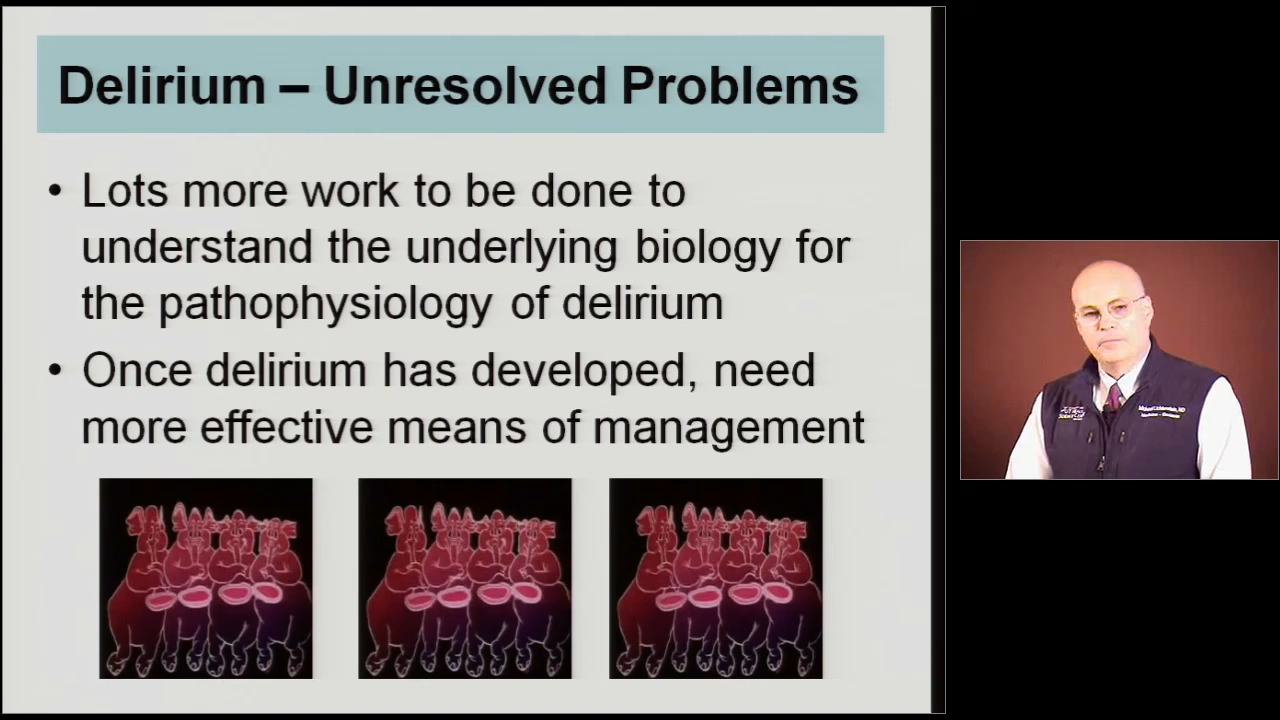 Delirium – Unresolved Problems
• Lots more work to be done to
understand the underlying biology for
the pathophysiology of delirium
• Once delirium has developed, need
more effective means of management